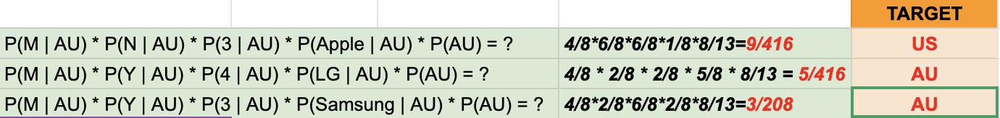 TARGET
P(M | AU) * P(N | AU) * P(3 | AU) * P(Apple | AU) * P(AU) = ? 4/8*6/8*6/8*1/8*8/13=9/416 US
P(M | AU) * P(Y | AU) * P(4 | AU) * P(LG | AU) * P(AU) = ? 4/8 * 2/8 * 2/8 * 5/8 * 8/13 = 5/416 AU
P(M | AU) * P(Y | AU) * P(3 | AU) * P(Samsung | AU) * P(AU) = ? 4/8*2/8*6/8*2/8*8/13=3/208 AU